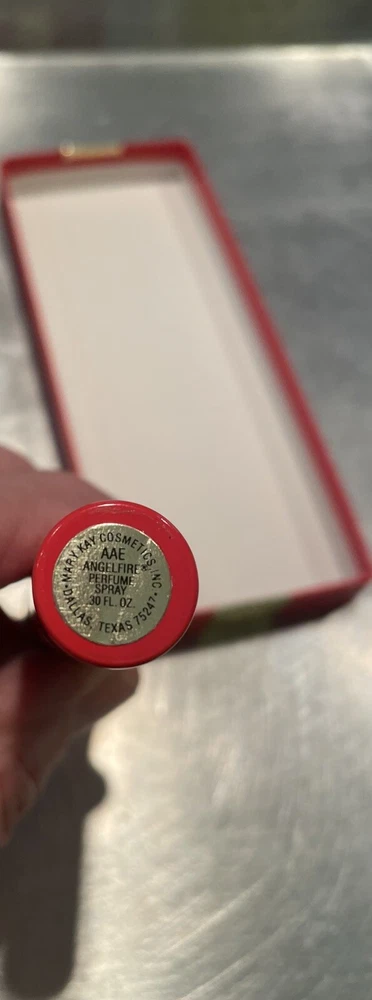 •MARY KAY COSMETICS, INC
AAE
ANGELFIRE®
PERFUME
SPRAY
.30 FL. OZ.
•DALLAS, TEXAS 75247•